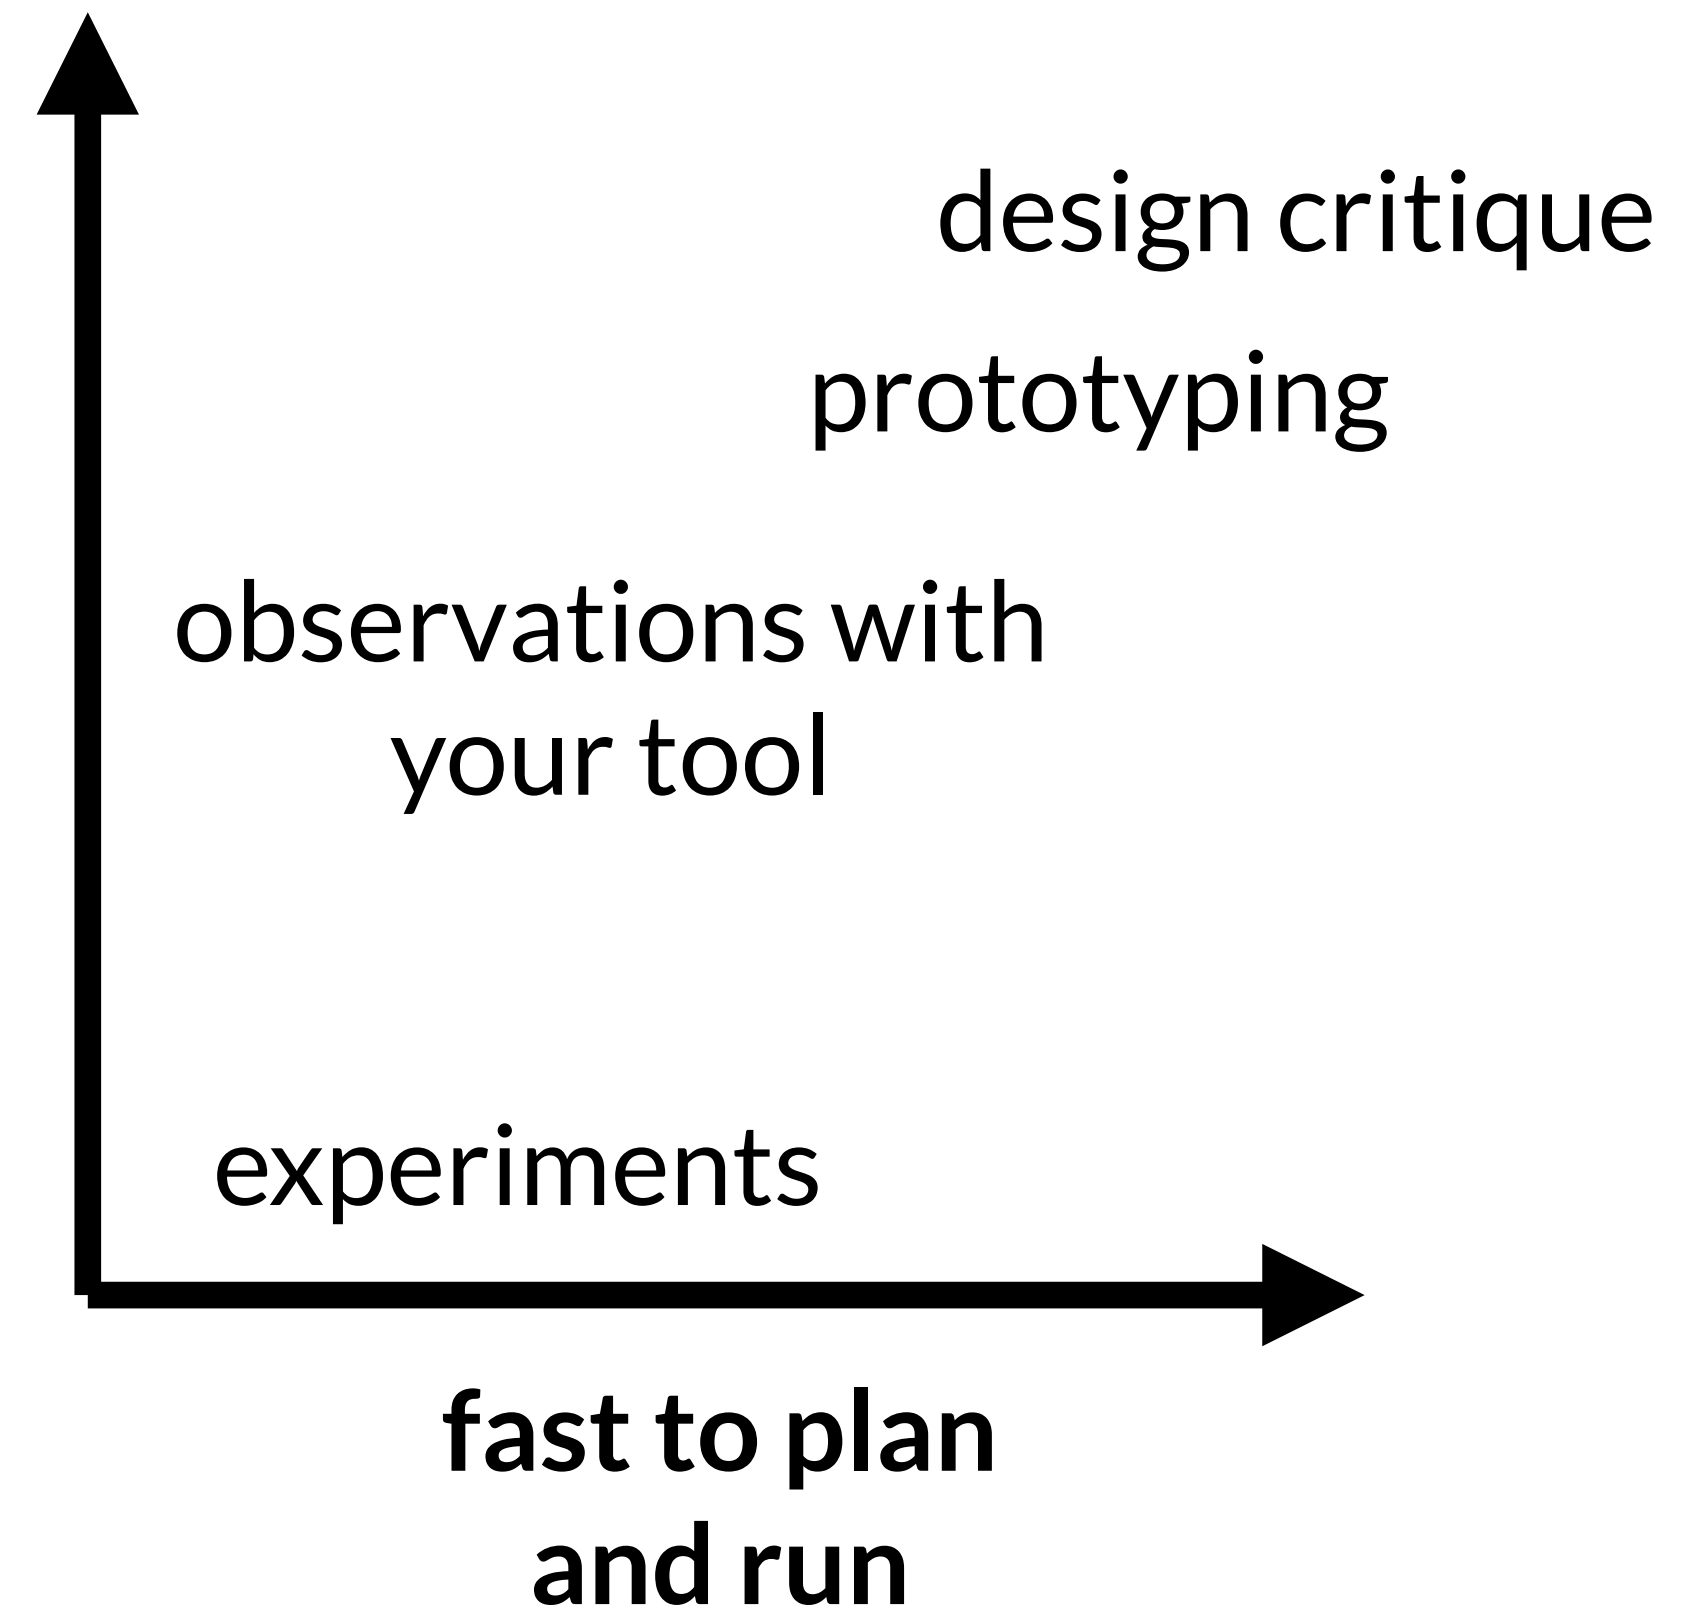 design critique
prototyping
observations with
your tool
experiments
fast to plan
and run